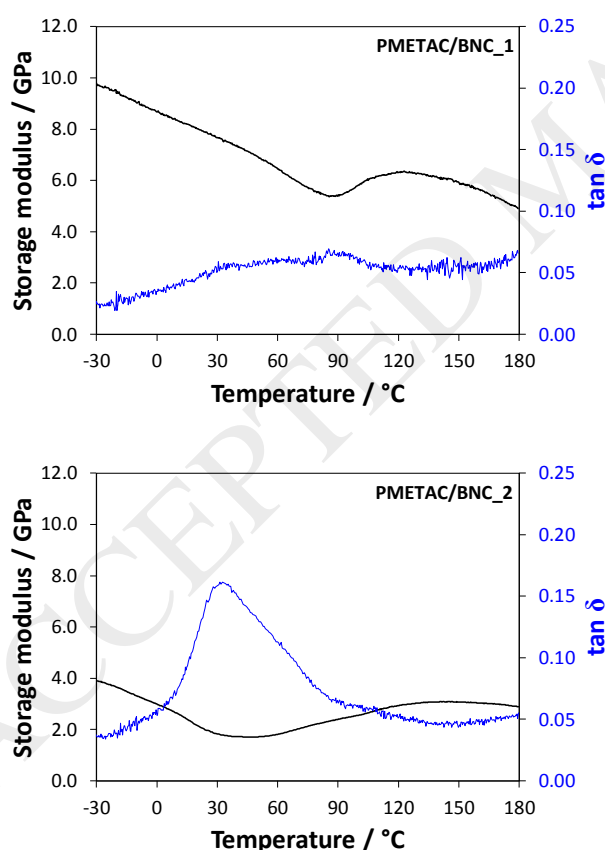 PMETAC/BNC_1
Storage modulus / GPa
12.0
10.0
8.0
6.0
4.0
2.0
0.0
0.25
0.20
0.15
0.10
0.05
0.00
tan δ
-30 0 30 60 90 120 150 180
Temperature / °C
PMETAC/BNC_2
Storage modulus / GPa
12.0
10.0
8.0
6.0
4.0
2.0
0.0
0.25
0.20
0.15
0.10
0.05
0.00
tan δ
-30 0 30 60 90 120 150 180
Temperature / °C
ACCEPTED MA